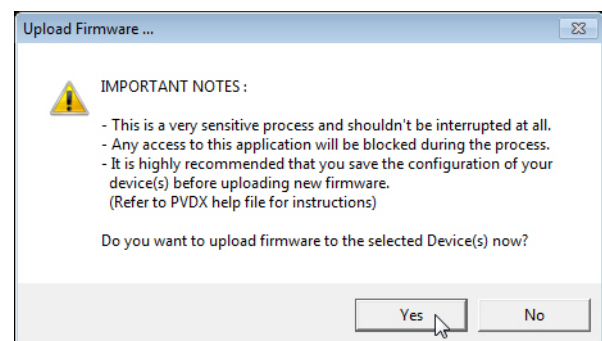 Upload Firmware ...
IMPORTANT NOTES :
- This is a very sensitive process and shouldn't be interrupted at all.
- Any access to this application will be blocked during the process.
- It is highly recommended that you save the configuration of your
device(s) before uploading new firmware.
(Refer to PVDX help file for instructions)
Do you want to upload firmware to the selected Device(s) now?
Yes
No